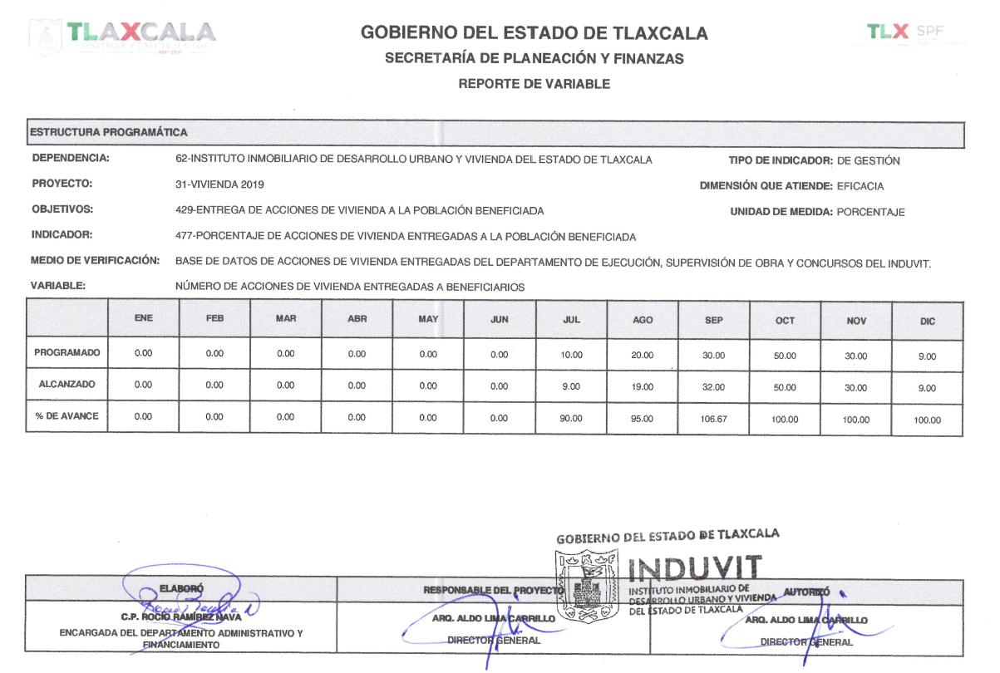 TLAXCALA
CONSTRUIR Y CRECER JUNTOS
2017-2021
GOBIERNO DEL ESTADO DE TLAXCALA
SECRETARÍA DE PLANEACIÓN Y FINANZAS
REPORTE DE VARIABLE
TLX SPF
ESTRUCTURA PROGRAMÁTICA
DEPENDENCIA: 62-INSTITUTO INMOBILIARIO DE DESARROLLO URBANO Y VIVIENDA DEL ESTADO DE TLAXCALA TIPO DE INDICADOR: DE GESTIÓN
PROYECTO: 31-VIVIENDA 2019 DIMENSIÓN QUE ATIENDE: EFICACIA
OBJETIVOS: 429-ENTREGA DE ACCIONES DE VIVIENDA A LA POBLACIÓN BENEFICIADA UNIDAD DE MEDIDA: PORCENTAJE
INDICADOR: 477-PORCENTAJE DE ACCIONES DE VIVIENDA ENTREGADAS A LA POBLACIÓN BENEFICIADA
MEDIO DE VERIFICACIÓN: BASE DE DATOS DE ACCIONES DE VIVIENDA ENTREGADAS DEL DEPARTAMENTO DE EJECUCIÓN, SUPERVISIÓN DE OBRA Y CONCURSOS DEL INDUVIT.
VARIABLE: NÚMERO DE ACCIONES DE VIVIENDA ENTREGADAS A BENEFICIARIOS
ENE FEB MAR ABR MAY JUN JUL AGO SEP OCT NOV DIC
PROGRAMADO 0.00 0.00 0.00 0.00 0.00 0.00 10.00 20.00 30.00 50.00 30.00 9.00
ALCANZADO 0.00 0.00 0.00 0.00 0.00 0.00 9.00 19.00 32.00 50.00 30.00 9.00
% DE AVANCE 0.00 0.00 0.00 0.00 0.00 0.00 90.00 95.00 106.67 100.00 100.00 100.00
GOBIERNO DEL ESTADO DE TLAXCALA
INDUVIT
INSTITUTO INMOBILIARIO DE
DESARROLLO URBANO Y VIVIENDA
DEL ESTADO DE TLAXCALA
ELABORÓ
C.P. ROCÍO RAMÍREZ NAVA
ENCARGADA DEL DEPARTAMENTO ADMINISTRATIVO Y
FINANCIAMIENTO
RESPONSABLE DEL PROYECTO
ARQ. ALDO LIMA CARRILLO
DIRECTOR GENERAL
AUTORIZÓ
ARQ. ALDO LIMA CARRILLO
DIRECTOR GENERAL